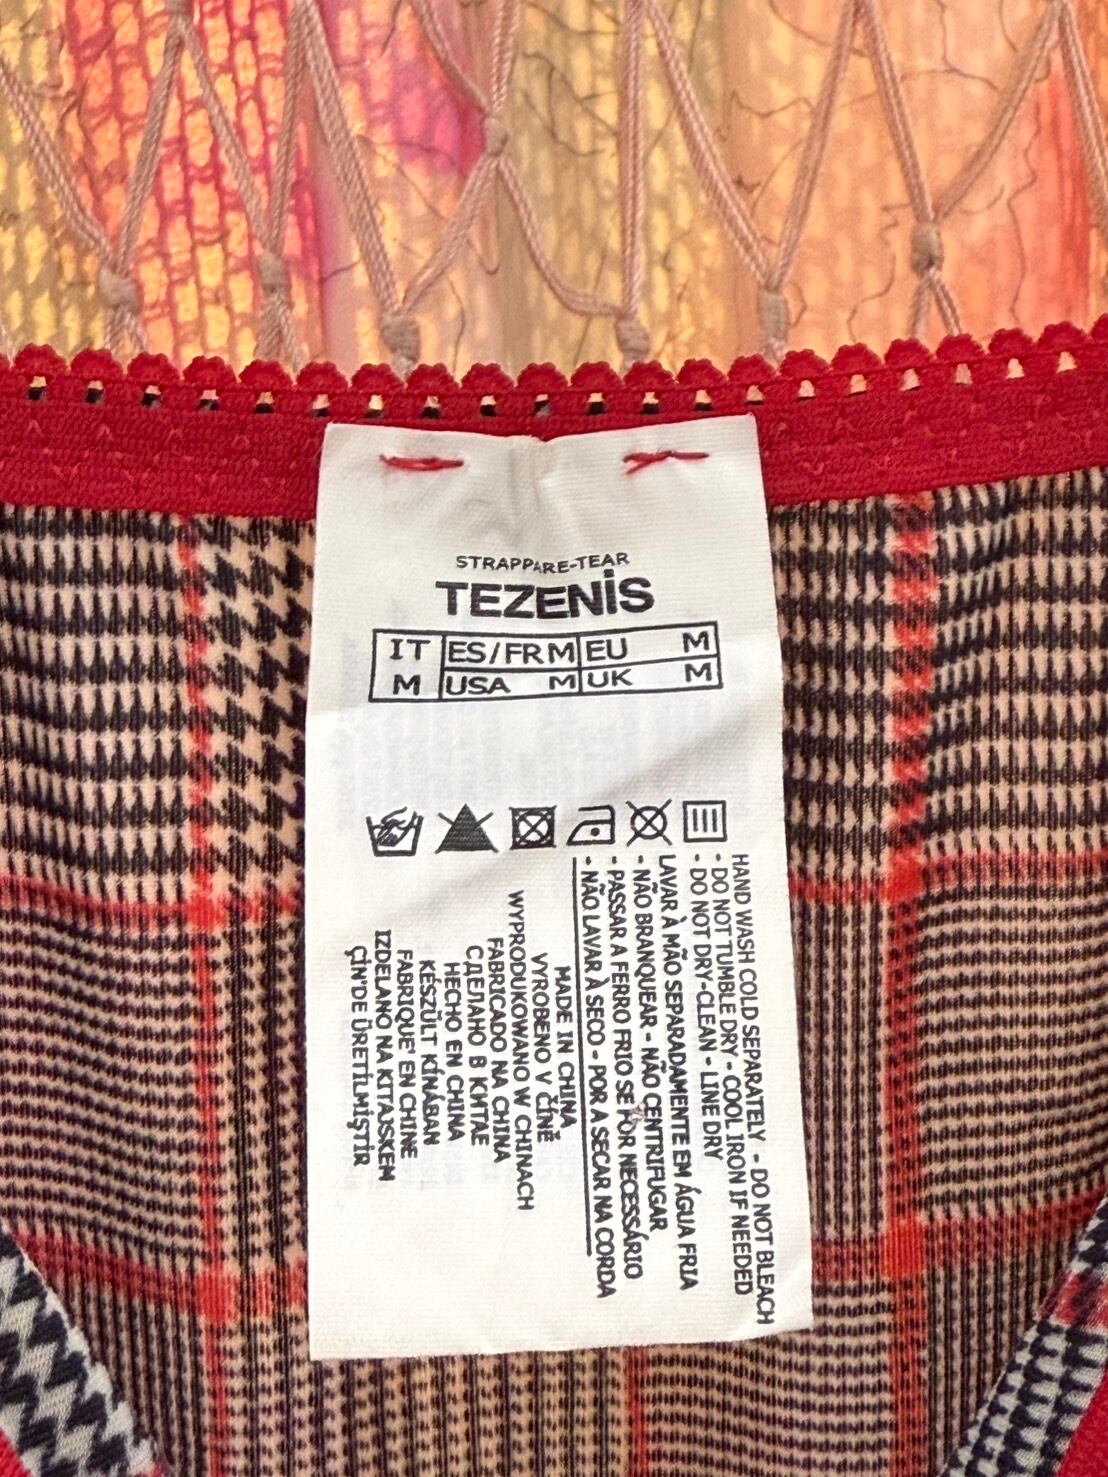 STRAPPARE-TEAR
TEZENIS
IT ES/FR M EU M
M USA M UK M
HAND WASH COLD SEPARATELY - DO NOT BLEACH
- DO NOT TUMBLE DRY - COOL IRON IF NEEDED
- DO NOT DRY-CLEAN - LINE DRY
LAVAR À MÃO SEPARADAMENTE EM ÁGUA FRIA
- NÃO BRANQUEAR - NÃO CENTRIFUGAR
- PASSAR A FERRO FRIO SE FOR NECESSÁRIO
- NÃO LAVAR À SECO - POR A SECAR NA CORDA
MADE IN CHINA
VYROBENO V ČÍNĚ
WYPRODUKOWANO W CHINACH
FABRICADO NA CHINA
СДЕЛАНО В КИТАЕ
HECHO EN CHINA
KÉSZÜLT KÍNÁBAN
FABRIQUE' EN CHINE
IZDELANO NA KITAJSKEM
ÇİN'DE ÜRETİLMİŞTİR